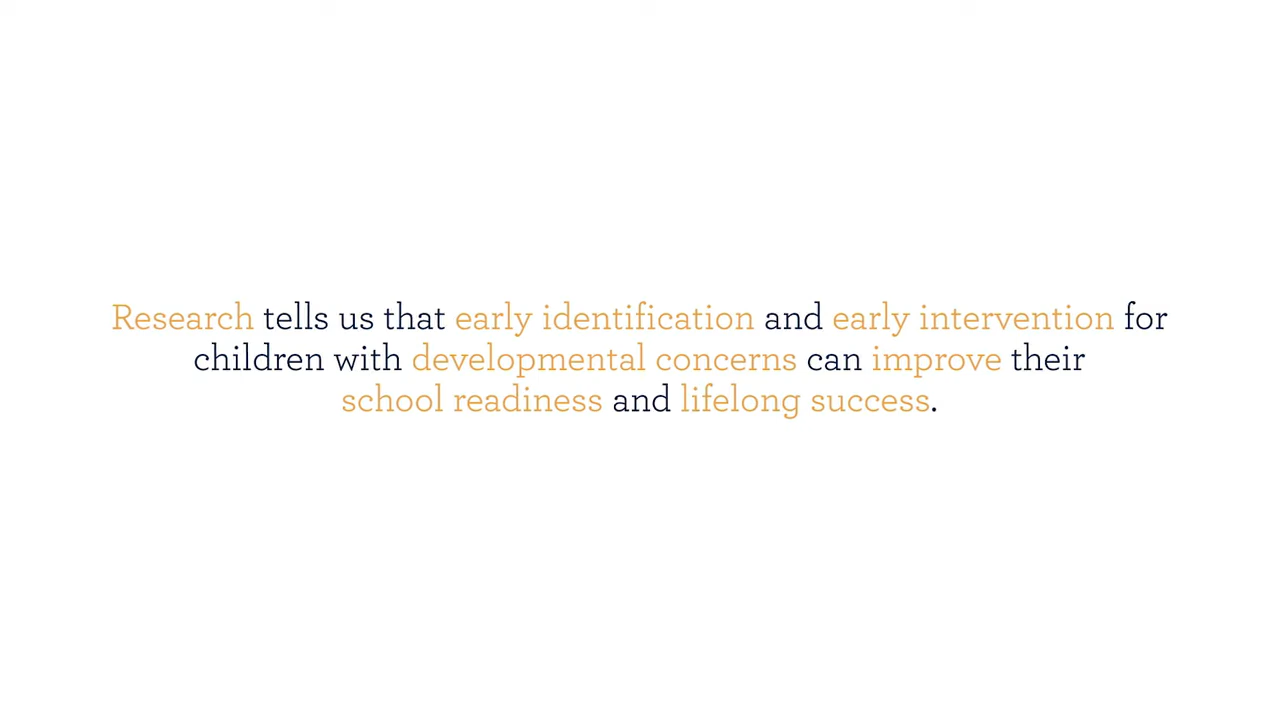 Research tells us that early identification and early intervention for
children with developmental concerns can improve their
school readiness and lifelong success.